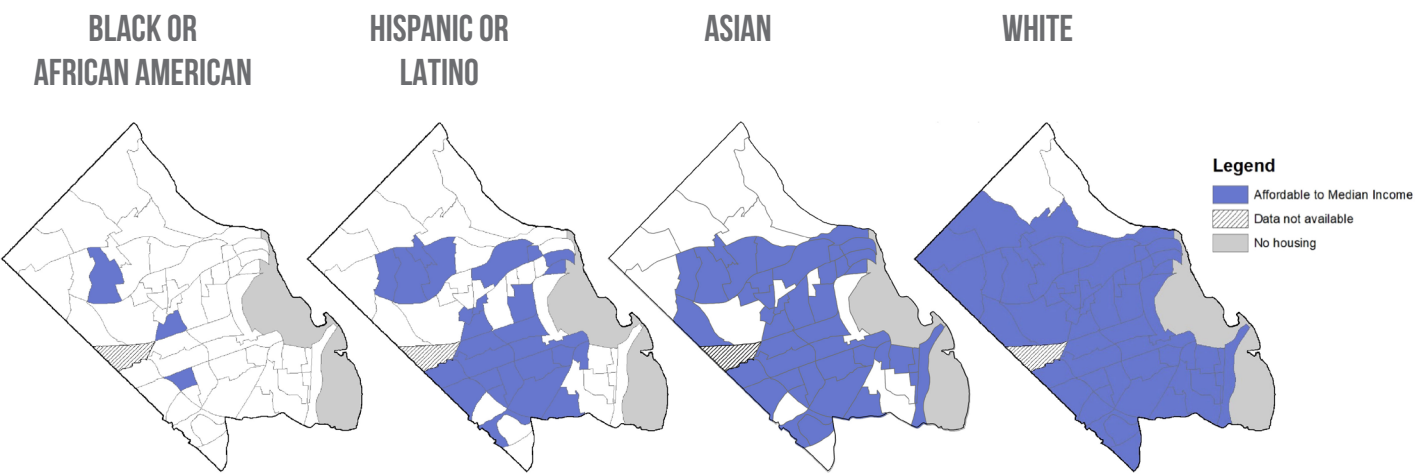 BLACK OR
AFRICAN AMERICAN
HISPANIC OR
LATINO
ASIAN
WHITE
Legend
Affordable to Median Income
Data not available
No housing